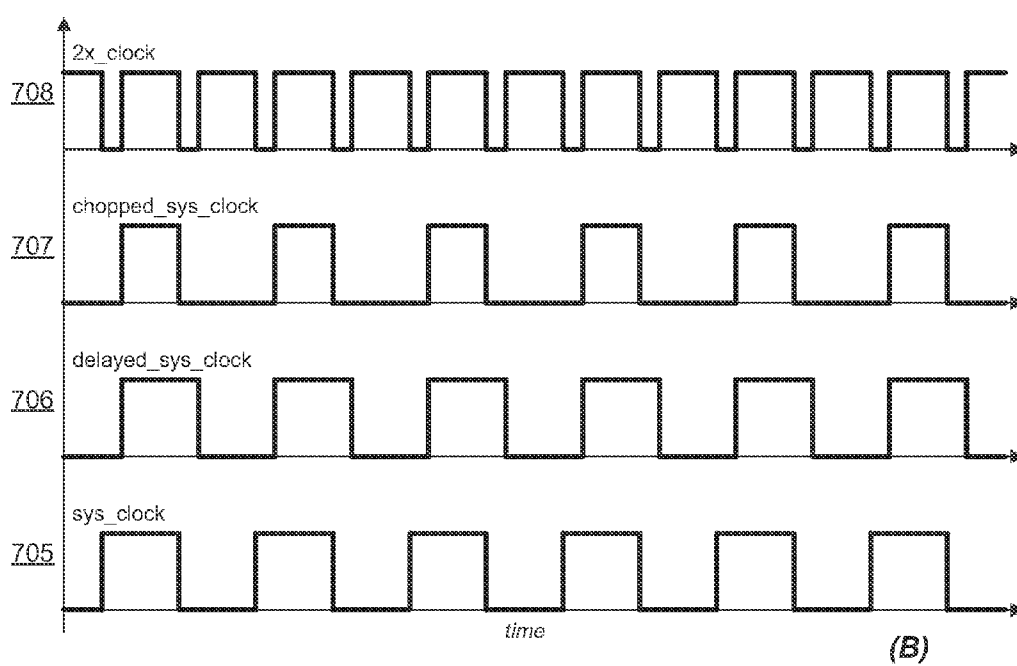 2x_clock
708
chopped_sys_clock
707
delayed_sys_clock
706
sys_clock
705
time
(B)